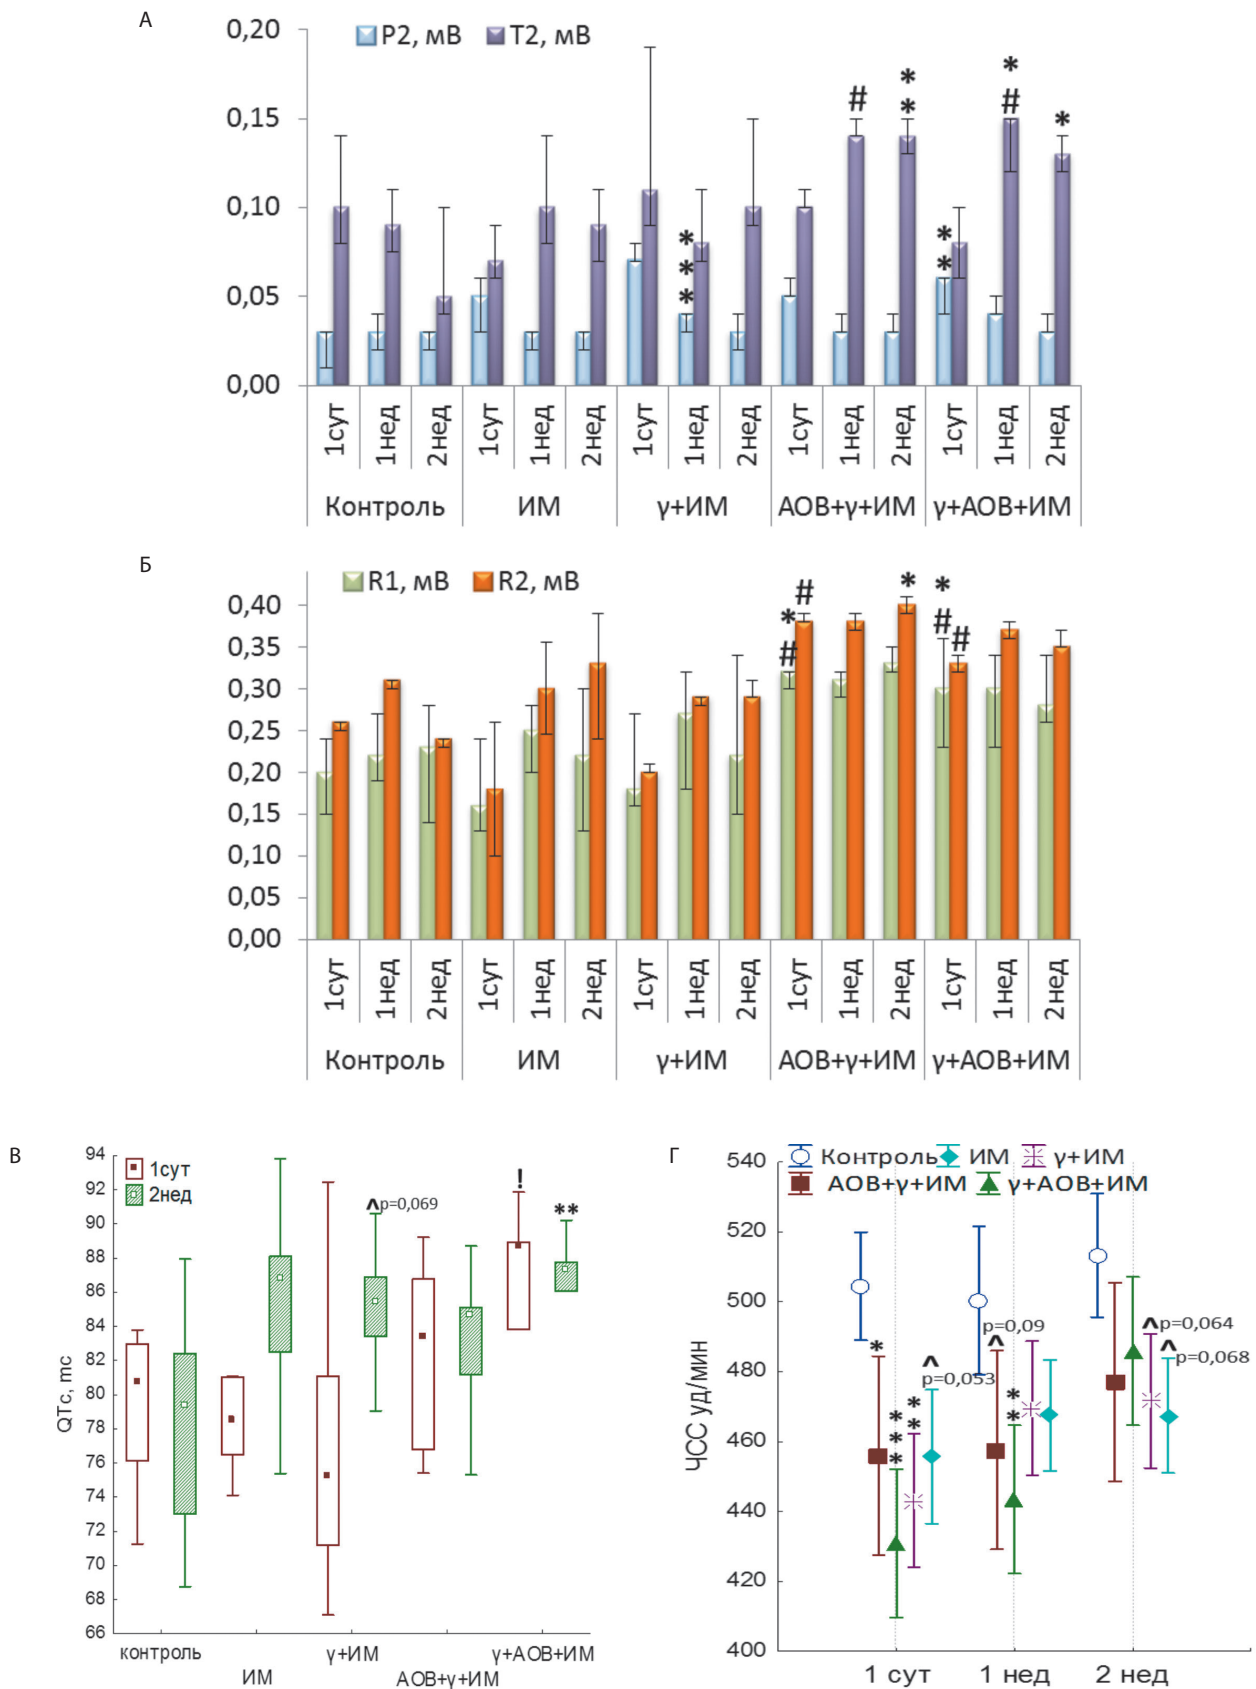 А
P2, мВ T2, мВ
0,20
0,15
0,10
0,05
0,00
# ** *# *
*** **
1сут 1нед 2нед 1сут 1нед 2нед 1сут 1нед 2нед 1сут 1нед 2нед 1сут 1нед 2нед
Контроль ИМ γ+ИМ АОВ+γ+ИМ γ+АОВ+ИМ
Б
R1, мВ R2, мВ
0,40
0,35
0,30
0,25
0,20
0,15
0,10
0,05
0,00
*# # * *# #
1сут 1нед 2нед 1сут 1нед 2нед 1сут 1нед 2нед 1сут 1нед 2нед 1сут 1нед 2нед
Контроль ИМ γ+ИМ АОВ+γ+ИМ γ+АОВ+ИМ
В
QTc, mc
94
92
90
88
86
84
82
80
78
76
74
72
70
68
66
1сут
2нед
^p=0,069
!
**
контроль ИМ γ+ИМ АОВ+γ+ИМ γ+АОВ+ИМ
Г
Контроль ИМ γ+ИМ
АОВ+γ+ИМ γ+АОВ+ИМ
ЧСС уд/мин
540
520
500
480
460
440
420
400
*
***
**
^
p=0,053
p=0,09
^
**
^p=0,064
^
p=0,068
1 сут 1 нед 2 нед